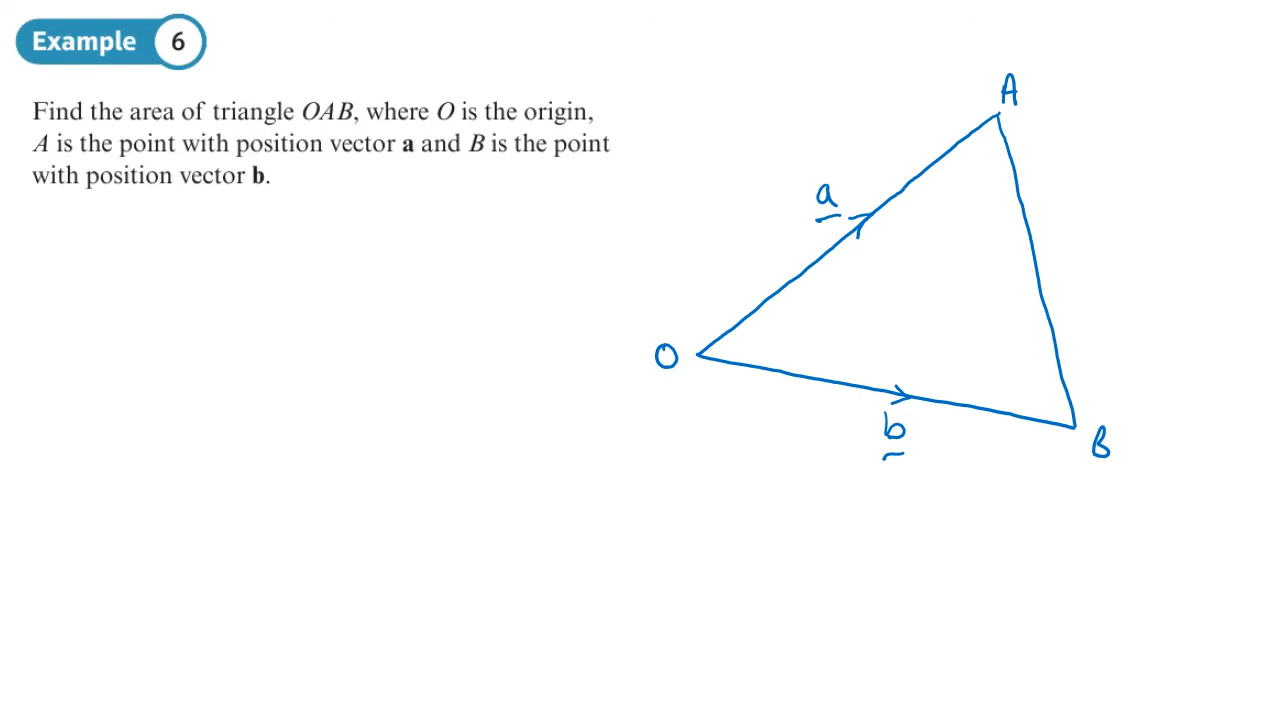 Example 6
Find the area of triangle OAB, where O is the origin,
A is the point with position vector a and B is the point
with position vector b.
A
a
O
b
B